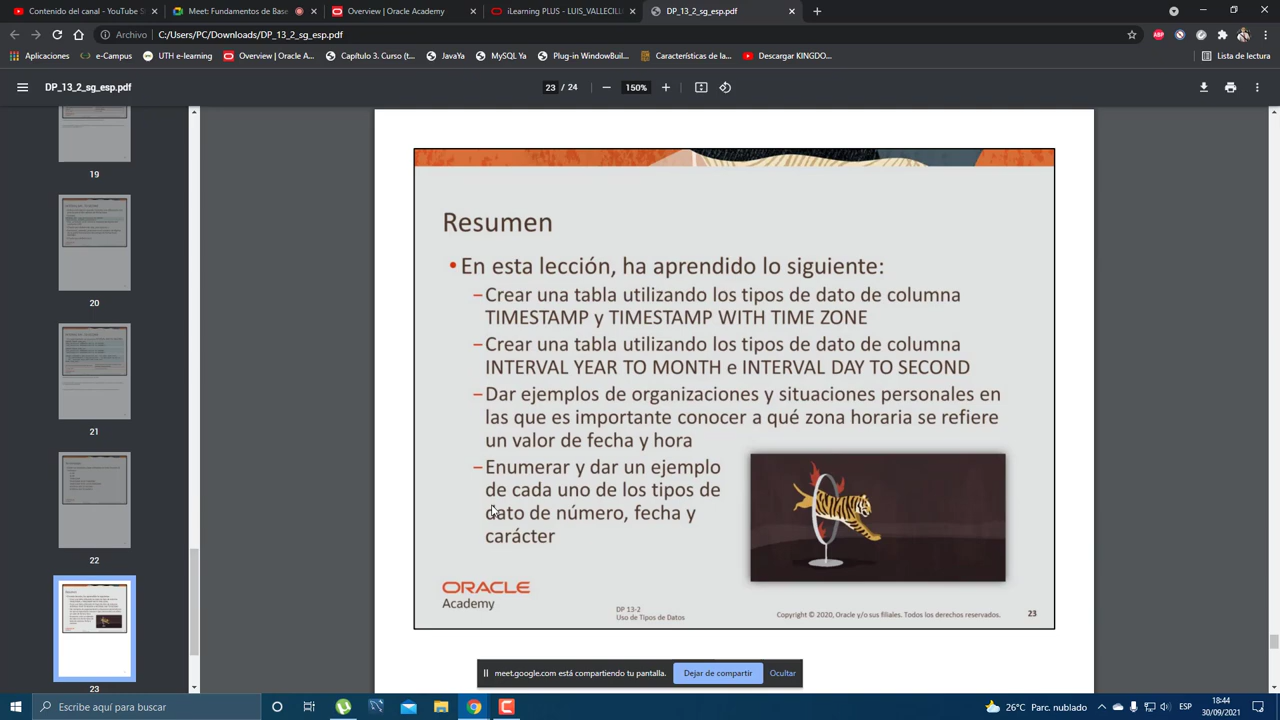 Contenido del canal - YouTube S
Meet: Fundamentos de Base
Overview | Oracle Academy
iLearning PLUS - LUIS_VALLECILL
DP_13_2_sg_esp.pdf
Archivo
C:/Users/PC/Downloads/DP_13_2_sg_esp.pdf
ABP
Aplicaciones
e-Campus
UTH e-learning
Overview | Oracle A...
Capítulo 3. Curso (t...
JavaYa
MySQL Ya
Plug-in WindowBuil...
Características de la...
Descargar KINGDO...
Lista de lectura
DP_13_2_sg_esp.pdf
23 / 24
150%
19
20
21
22
23
Resumen
• En esta lección, ha aprendido lo siguiente:
–Crear una tabla utilizando los tipos de dato de columna
TIMESTAMP y TIMESTAMP WITH TIME ZONE
–Crear una tabla utilizando los tipos de dato de columna
INTERVAL YEAR TO MONTH e INTERVAL DAY TO SECOND
–Dar ejemplos de organizaciones y situaciones personales en
las que es importante conocer a qué zona horaria se refiere
un valor de fecha y hora
–Enumerar y dar un ejemplo
de cada uno de los tipos de
dato de número, fecha y
carácter
ORACLE
Academy
DP 13-2
Uso de Tipos de Datos
Copyright © 2020, Oracle y/o sus filiales. Todos los derechos reservados.
23
meet.google.com está compartiendo tu pantalla.
Dejar de compartir
Ocultar
Escribe aquí para buscar
26°C Parc. nublado
ESP
18:44
30/09/2021